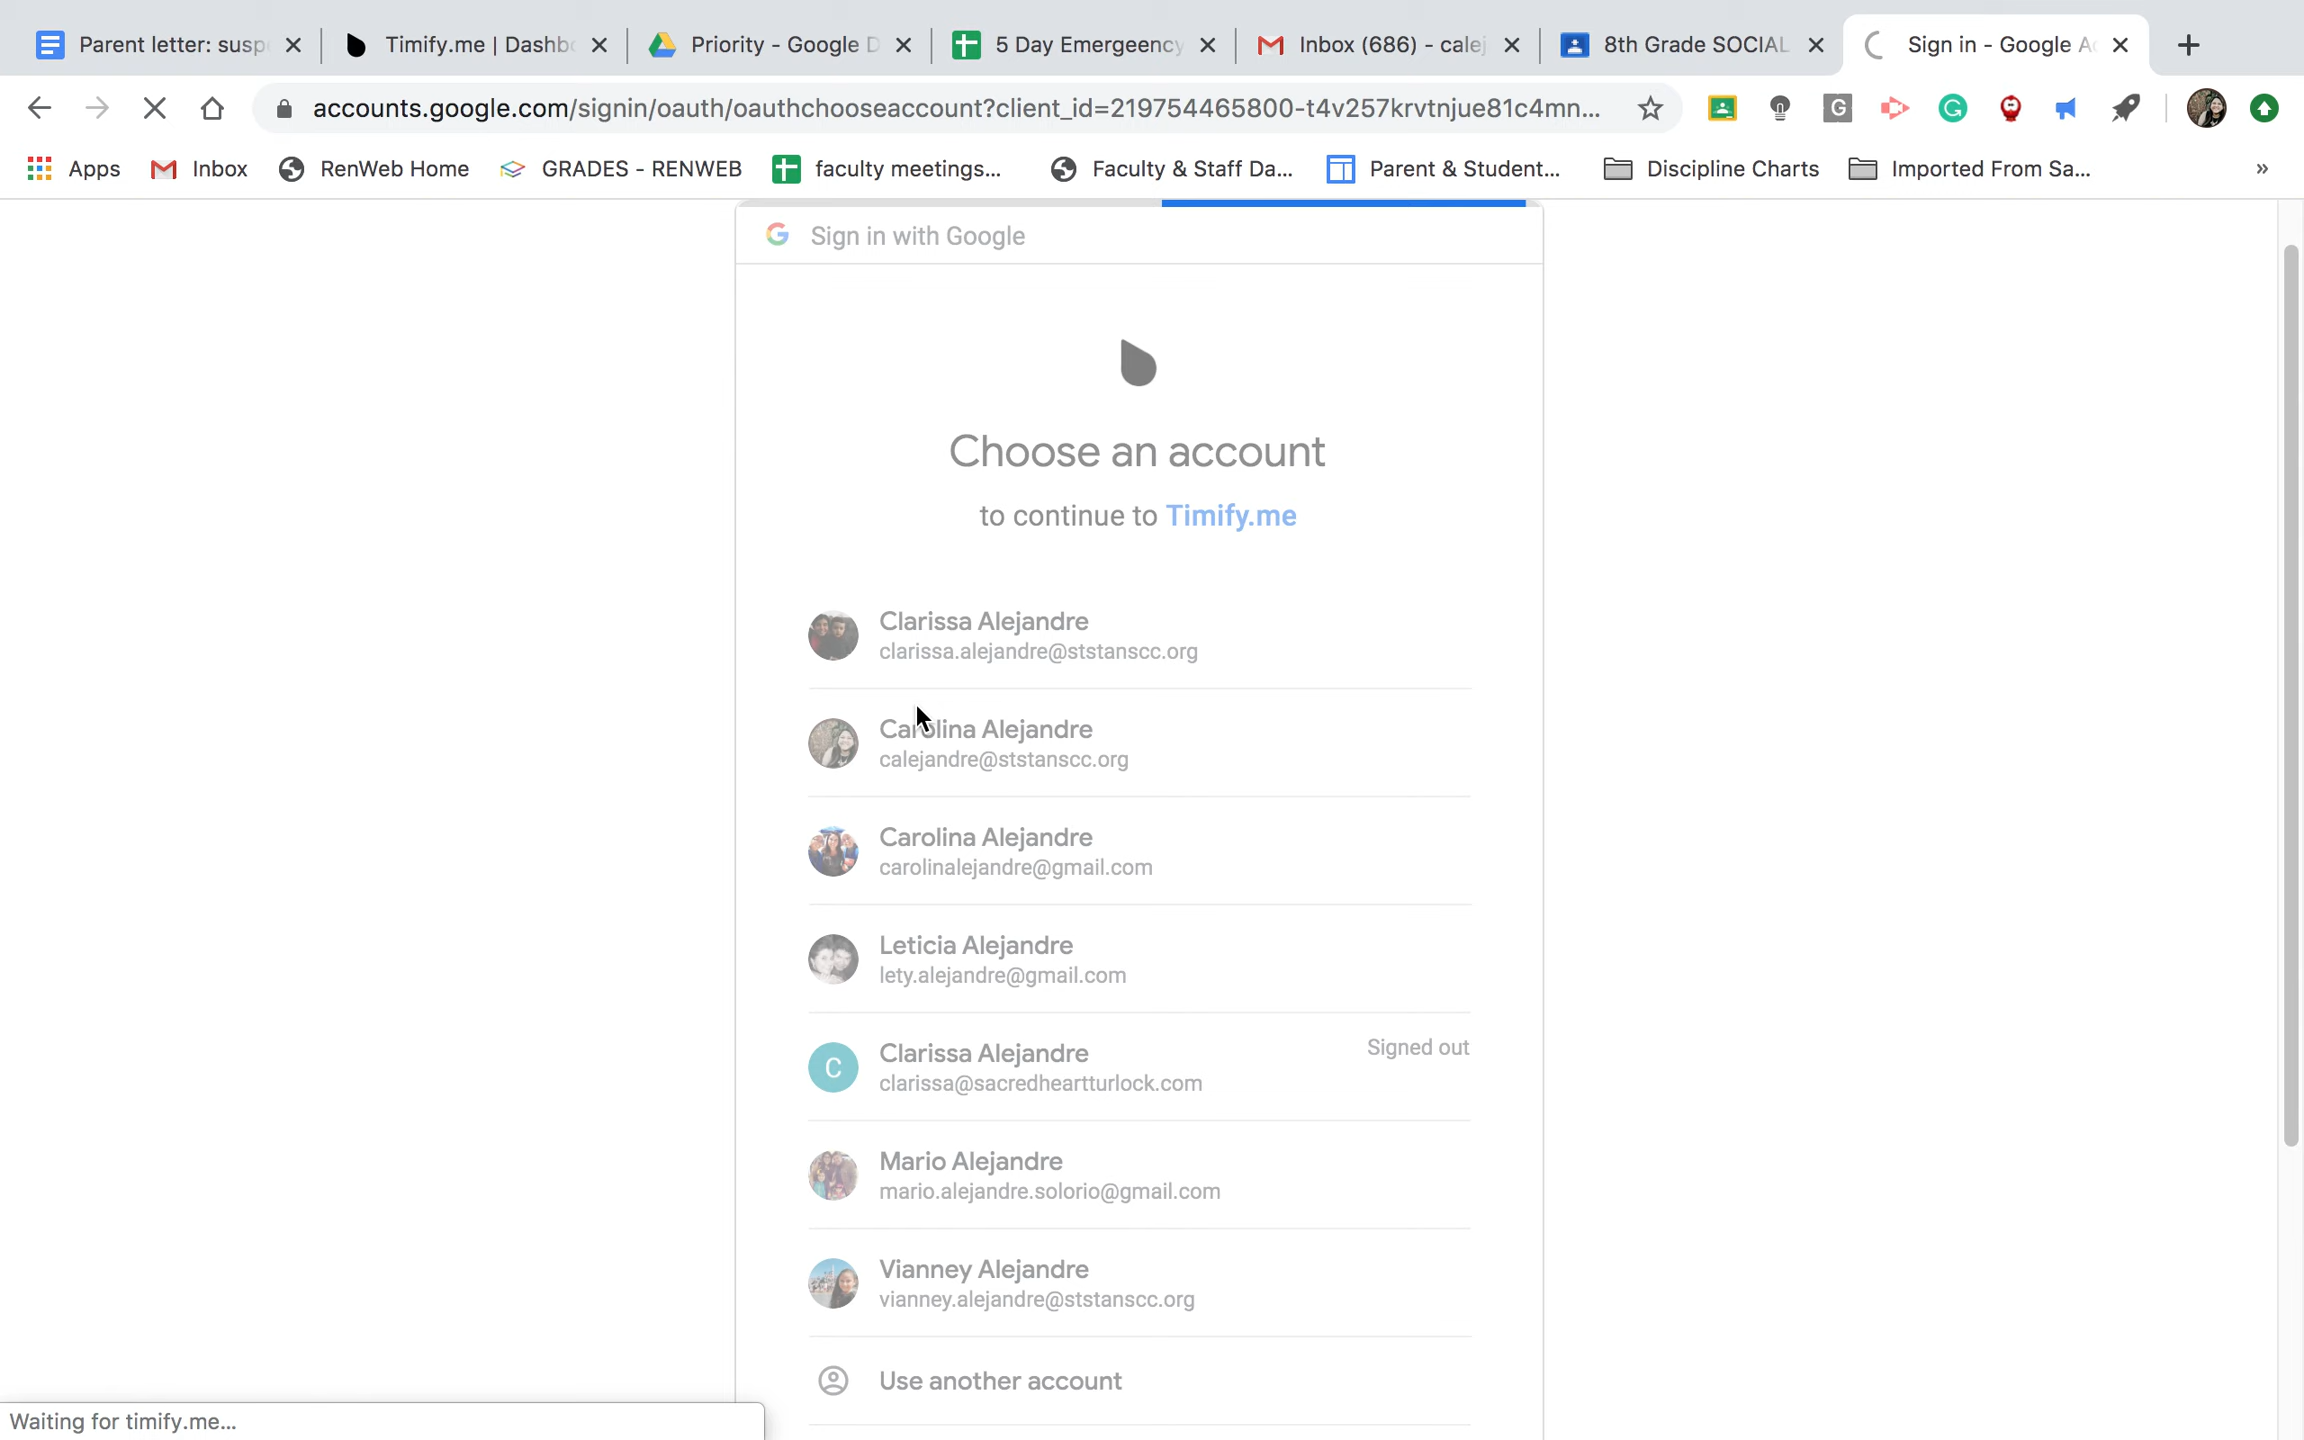 Parent letter: susp
Timify.me | Dashb
Priority - Google D
5 Day Emergeency
Inbox (686) - calej
8th Grade SOCIAL
Sign in - Google A
accounts.google.com/signin/oauth/oauthchooseaccount?client_id=219754465800-t4v257krvtnjue81c4mn...
Apps
Inbox
RenWeb Home
GRADES - RENWEB
faculty meetings...
Faculty & Staff Da...
Parent & Student...
Discipline Charts
Imported From Sa...
»
Sign in with Google
Choose an account
to continue to Timify.me
Clarissa Alejandre
clarissa.alejandre@ststanscc.org
Carolina Alejandre
calejandre@ststanscc.org
Carolina Alejandre
carolinalejandre@gmail.com
Leticia Alejandre
lety.alejandre@gmail.com
Clarissa Alejandre
Signed out
C
clarissa@sacredheartturlock.com
Mario Alejandre
mario.alejandre.solorio@gmail.com
Vianney Alejandre
vianney.alejandre@ststanscc.org
Use another account
Waiting for timify.me...